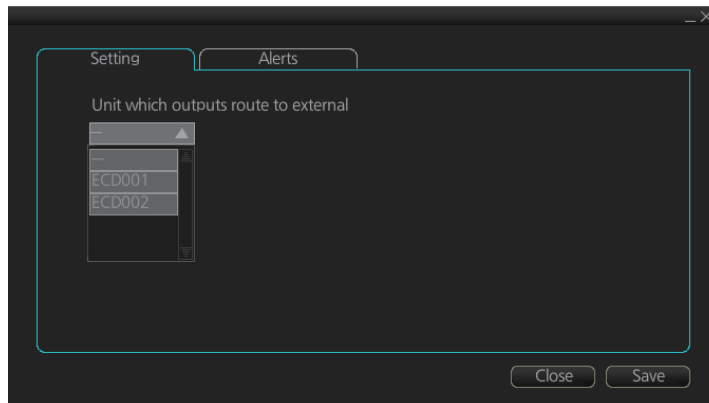 Setting
Alerts
Unit which outputs route to external
---
---
ECD001
ECD002
Close
Save